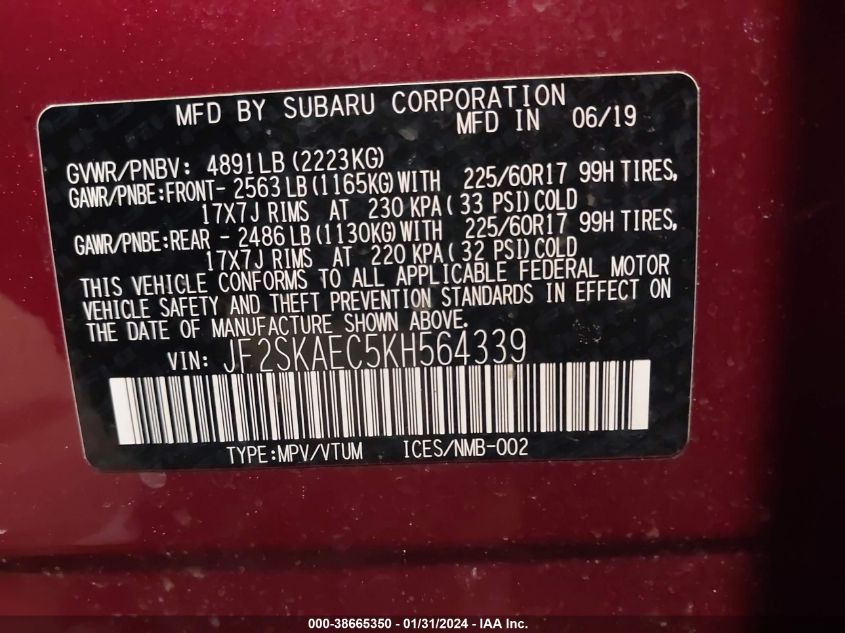 MFD BY SUBARU CORPORATION
MFD IN 06/19
GVWR/PNBV: 4891LB (2223KG)
GAWR/PNBE:FRONT- 2563 LB (1165KG) WITH 225/60R17 99H TIRES,
17X7J RIMS AT 230 KPA ( 33 PSI) COLD
GAWR/PNBE:REAR - 2486 LB (1130KG) WITH 225/60R17 99H TIRES,
17X7J RIMS AT 220 KPA ( 32 PSI) COLD
THIS VEHICLE CONFORMS TO ALL APPLICABLE FEDERAL MOTOR
VEHICLE SAFETY AND THEFT PREVENTION STANDARDS IN EFFECT ON
THE DATE OF MANUFACTURE SHOWN ABOVE.
VIN: JF2SKAEC5KH564339
TYPE:MPV/VTUM ICES/NMB-002
000-38665350 - 01/31/2024 - IAA Inc.